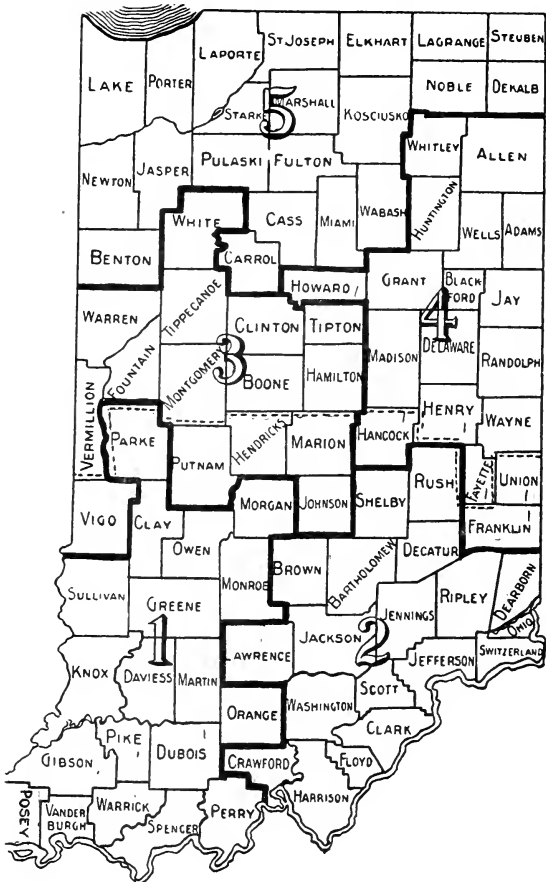 LAKE
PORTER
LAPORTE
ST JOSEPH
ELKHART
LAGRANGE
STEUBEN
NOBLE
DEKALB
STARKE
5
MARSHALL
KOSCIUSKO
WHITLEY
ALLEN
NEWTON
JASPER
PULASKI
FULTON
HUNTINGTON
WHITE
CASS
MIAMI
WABASH
WELLS
ADAMS
BENTON
CARROL
HOWARD
GRANT
BLACK
FORD
JAY
WARREN
TIPPECANOE
CLINTON
TIPTON
4
MADISON
DELAWARE
RANDOLPH
FOUNTAIN
MONTGOMERY
3
BOONE
HAMILTON
VERMILLION
PARKE
PUTNAM
HENDRICKS
MARION
HANCOCK
HENRY
WAYNE
RUSH
FAYETTE
UNION
VIGO
CLAY
MORGAN
JOHNSON
SHELBY
FRANKLIN
OWEN
DECATUR
SULLIVAN
GREENE
MONROE
BROWN
BARTHOLOMEW
JENNINGS
RIPLEY
DEARBORN
OHIO
1
LAWRENCE
JACKSON
2
SWITZERLAND
KNOX
DAVIESS
MARTIN
JEFFERSON
ORANGE
WASHINGTON
SCOTT
CLARK
PIKE
DUBOIS
GIBSON
CRAWFORD
FLOYD
HARRISON
POSEY
VANDER
BURGH
WARRICK
SPENCER
PERRY